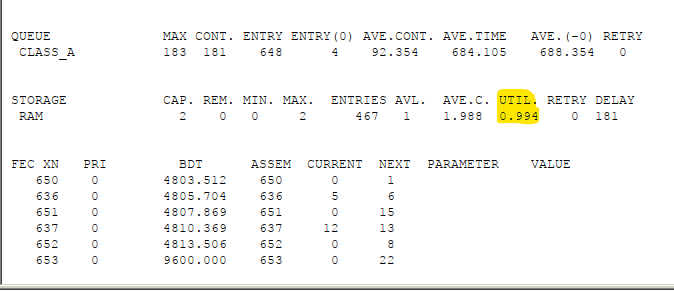 QUEUE MAX CONT. ENTRY ENTRY(0) AVE.CONT. AVE.TIME AVE.(-0) RETRY
CLASS_A 183 181 648 4 92.354 684.105 688.354 0
STORAGE CAP. REM. MIN. MAX. ENTRIES AVL. AVE.C. UTIL. RETRY DELAY
RAM 2 0 0 2 467 1 1.988 0.994 0 181
FEC XN PRI BDT ASSEM CURRENT NEXT PARAMETER VALUE
650 0 4803.512 650 0 1
636 0 4805.704 636 5 6
651 0 4807.869 651 0 15
637 0 4810.369 637 12 13
652 0 4813.506 652 0 8
653 0 9600.000 653 0 22